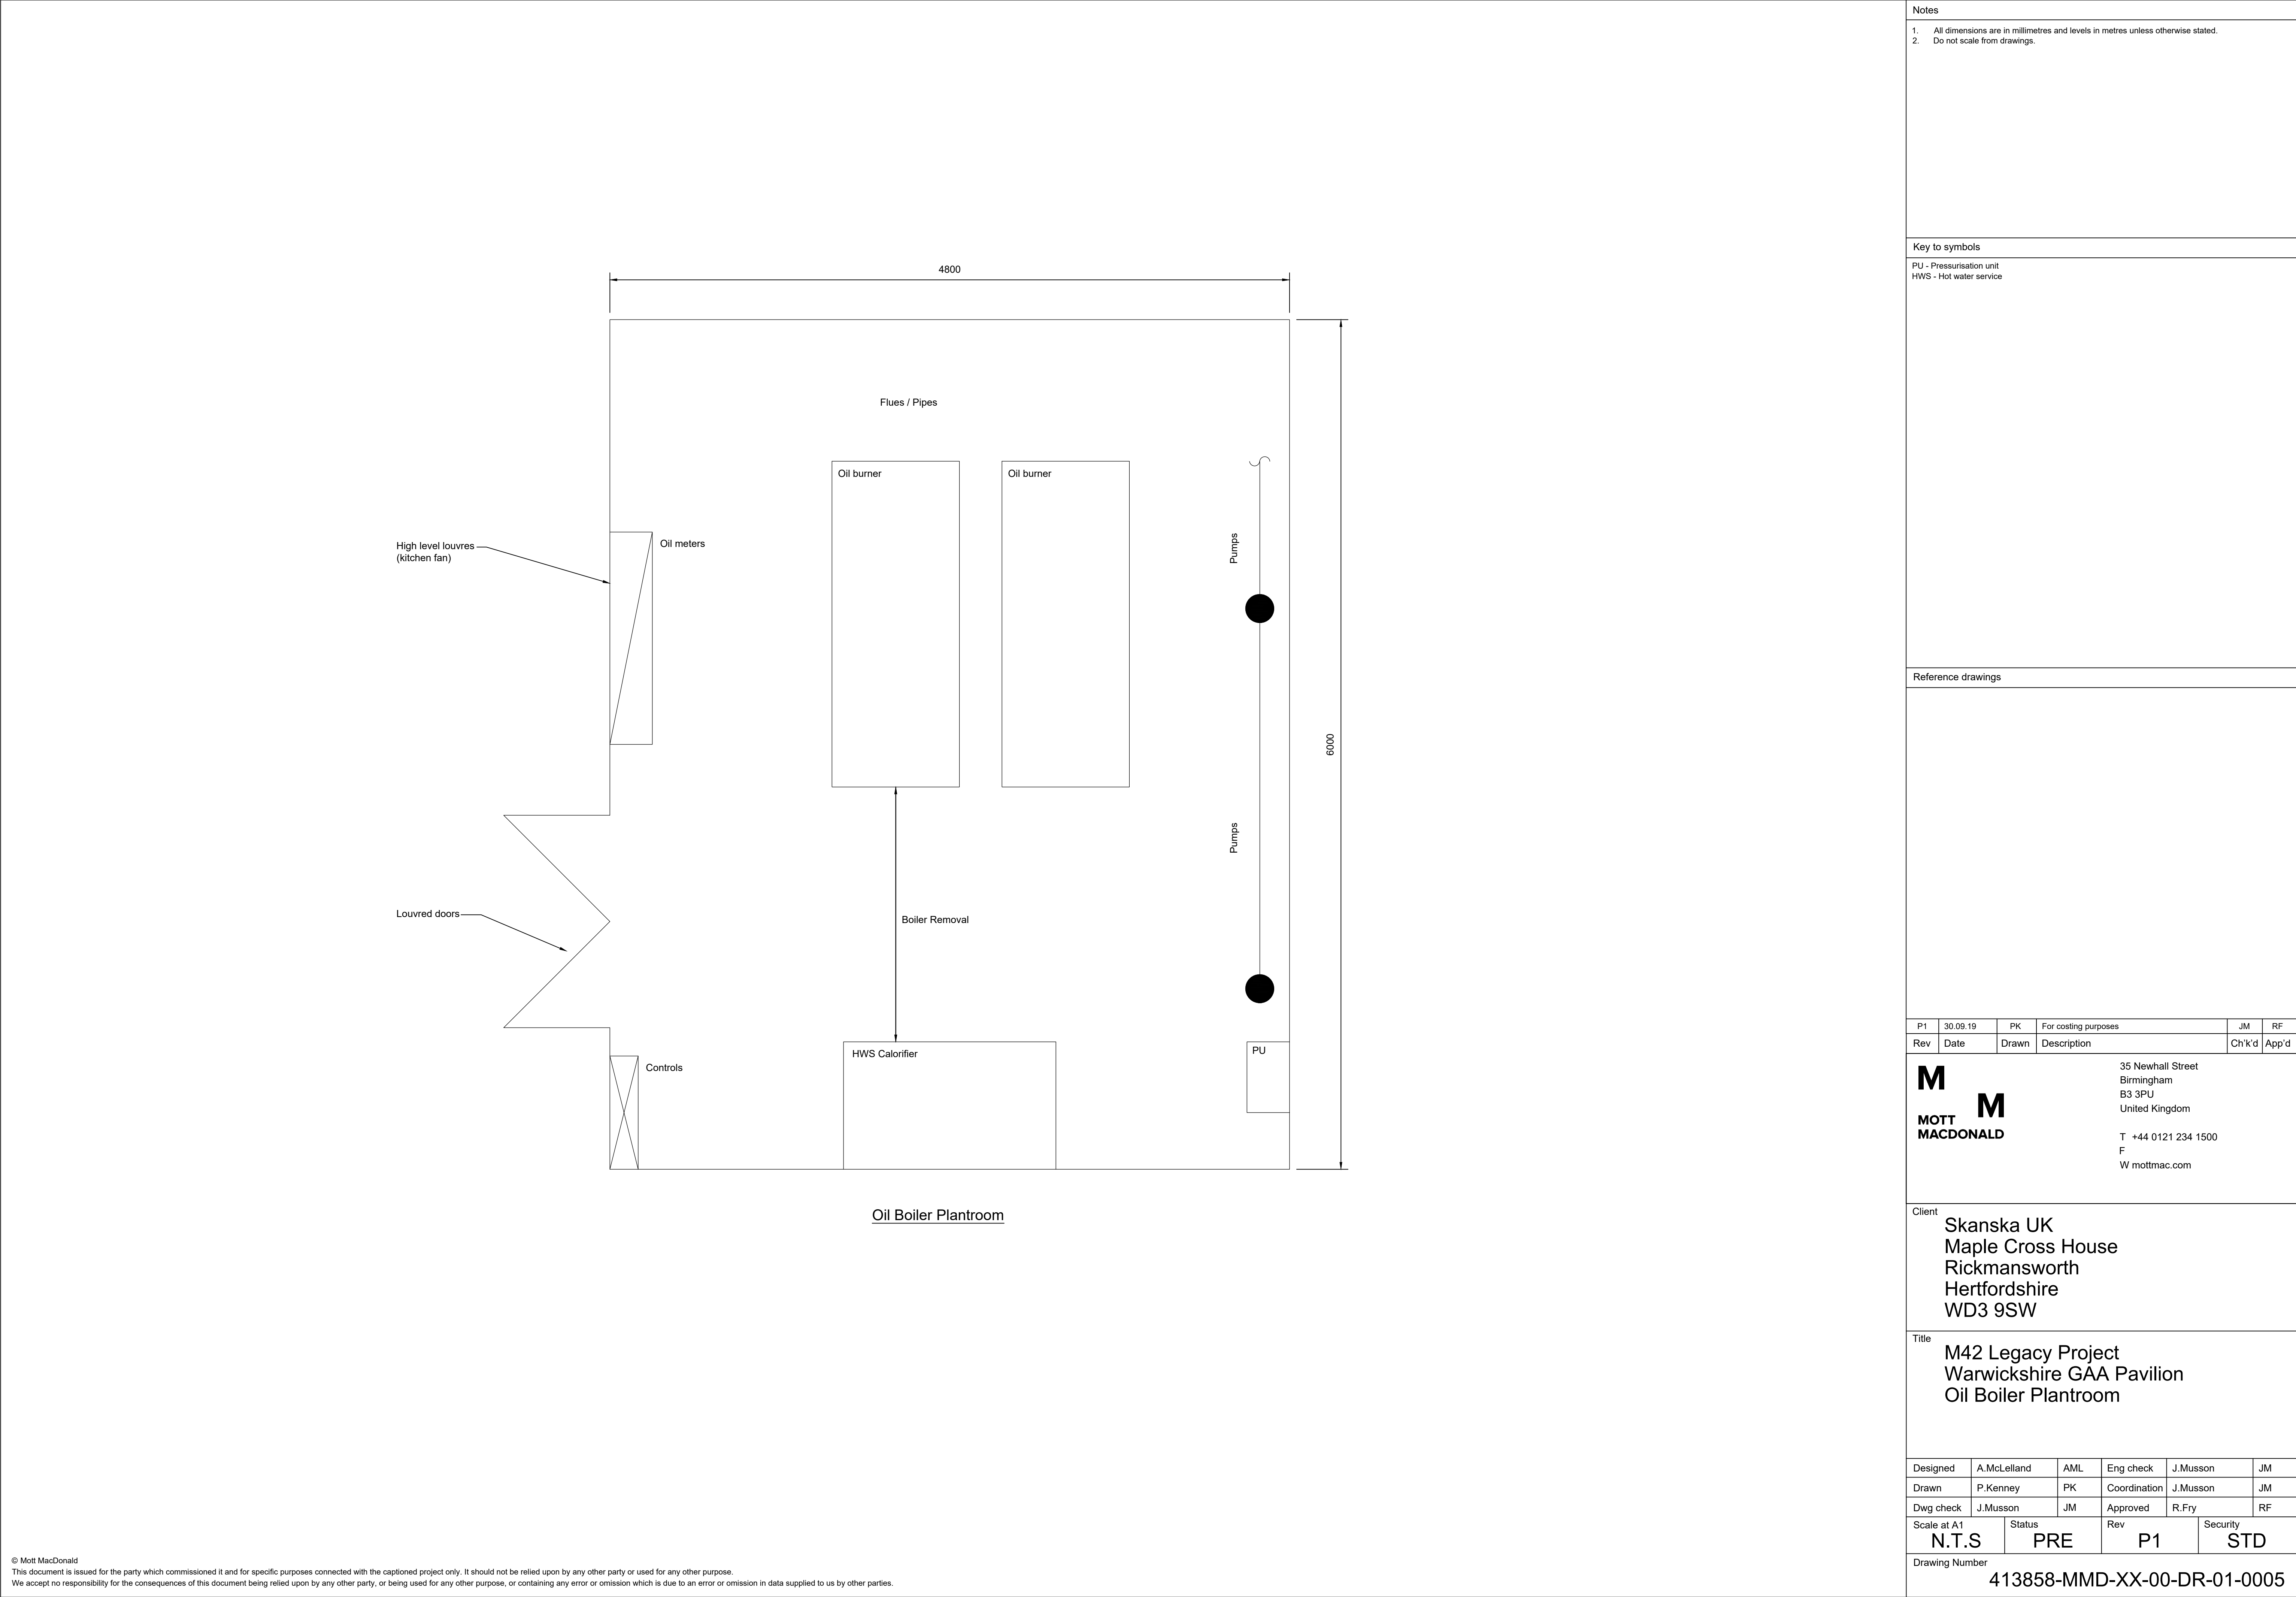 4800
Flues / Pipes
Oil burner
Oil burner
High level louvres
(kitchen fan)
Oil meters
Pumps
6000
Pumps
Louvred doors
Boiler Removal
HWS Calorifier
PU
Controls
Oil Boiler Plantroom
© Mott MacDonald
This document is issued for the party which commissioned it and for specific purposes connected with the captioned project only. It should not be relied upon by any other party or used for any other purpose.
We accept no responsibility for the consequences of this document being relied upon by any other party, or being used for any other purpose, or containing any error or omission which is due to an error or omission in data supplied to us by other parties.
Notes
1. All dimensions are in millimetres and levels in metres unless otherwise stated.
2. Do not scale from drawings.
Key to symbols
PU - Pressurisation unit
HWS - Hot water service
Reference drawings
P1 30.09.19 PK For costing purposes JM RF
Rev Date Drawn Description Ch'k'd App'd
M
M
MOTT
MACDONALD
35 Newhall Street
Birmingham
B3 3PU
United Kingdom
T +44 0121 234 1500
F
W mottmac.com
Client
Skanska UK
Maple Cross House
Rickmansworth
Hertfordshire
WD3 9SW
Title
M42 Legacy Project
Warwickshire GAA Pavilion
Oil Boiler Plantroom
Designed A.McLelland AML Eng check J.Musson JM
Drawn P.Kenney PK Coordination J.Musson JM
Dwg check J.Musson JM Approved R.Fry RF
Scale at A1 Status Rev Security
N.T.S PRE P1 STD
Drawing Number
413858-MMD-XX-00-DR-01-0005